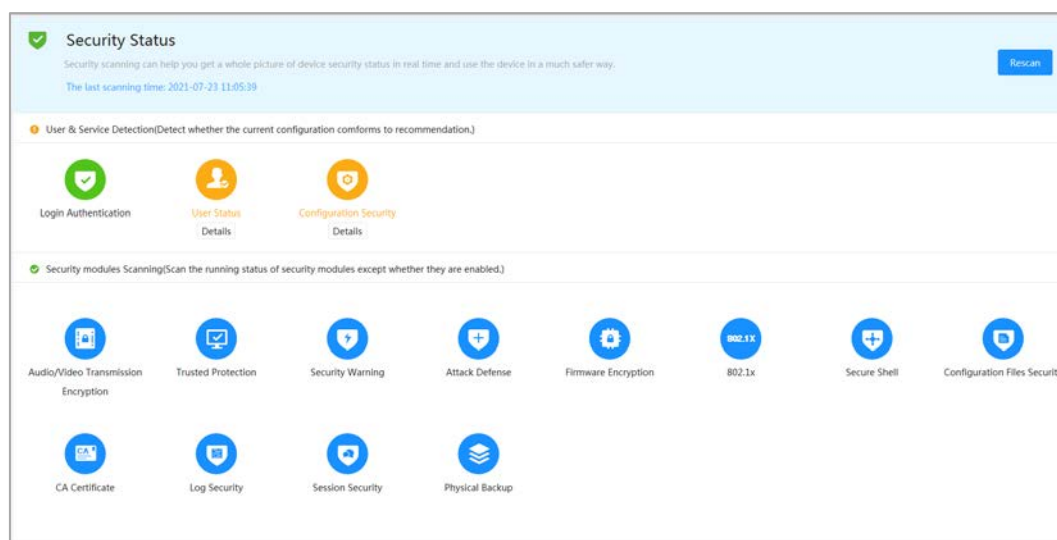 Security Status
Security scanning can help you get a whole picture of device security status in real time and use the device in a much safer way.
Rescan
The last scanning time: 2021-07-23 11:05:39
User & Service Detection(Detect whether the current configuration comforms to recommendation.)
Login Authentication
User Status
Configuration Security
Details
Details
Security modules Scanning(Scan the running status of security modules except whether they are enabled.)
802.1X
Audio/Video Transmission
Encryption
Trusted Protection
Security Warning
Attack Defense
Firmware Encryption
802.1x
Secure Shell
Configuration Files Securit
CA
CA Certificate
Log Security
Session Security
Physical Backup